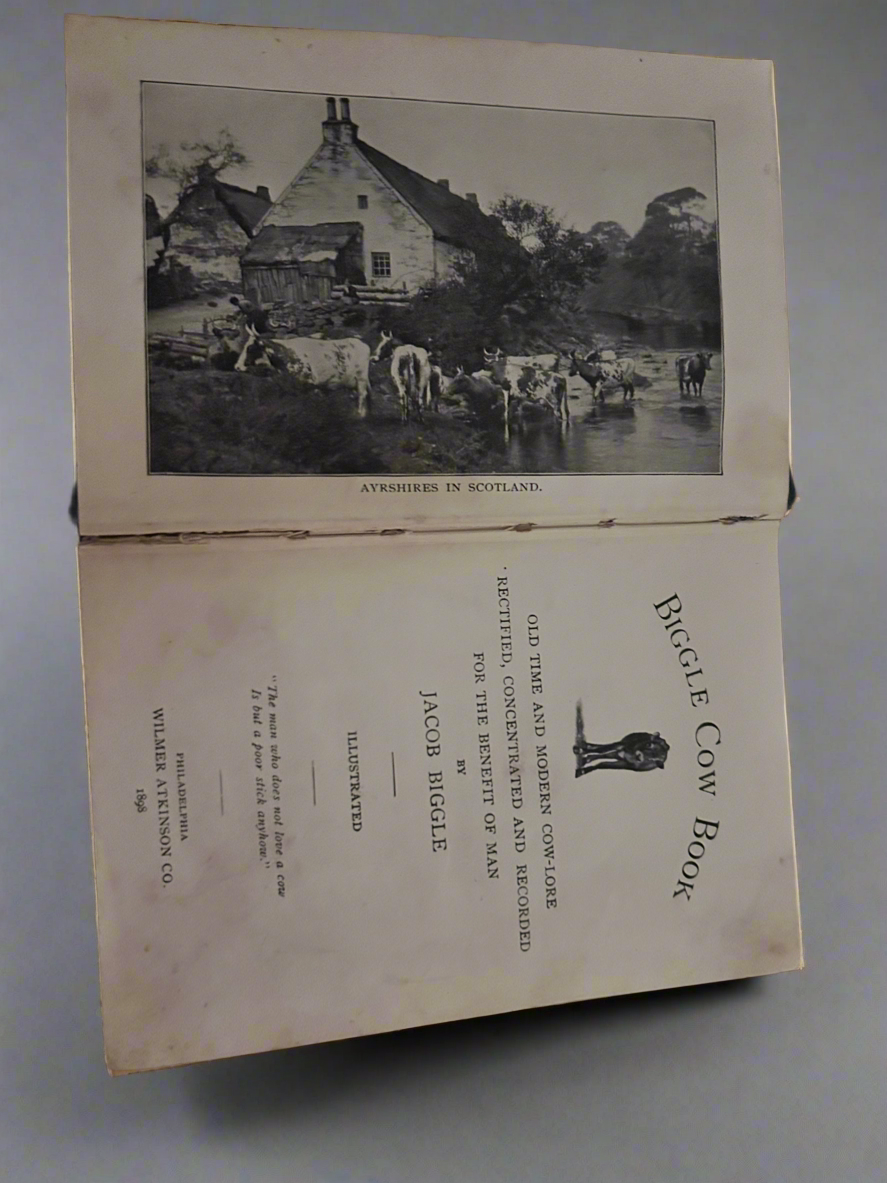 AYRSHIRES IN SCOTLAND.
BIGGLE COW BOOK
OLD TIME AND MODERN COW-LORE
RECTIFIED, CONCENTRATED AND RECORDED
FOR THE BENEFIT OF MAN
BY
JACOB BIGGLE
ILLUSTRATED
"The man who does not love a cow
Is but a poor stick anyhow."
PHILADELPHIA
WILMER ATKINSON CO.
1898